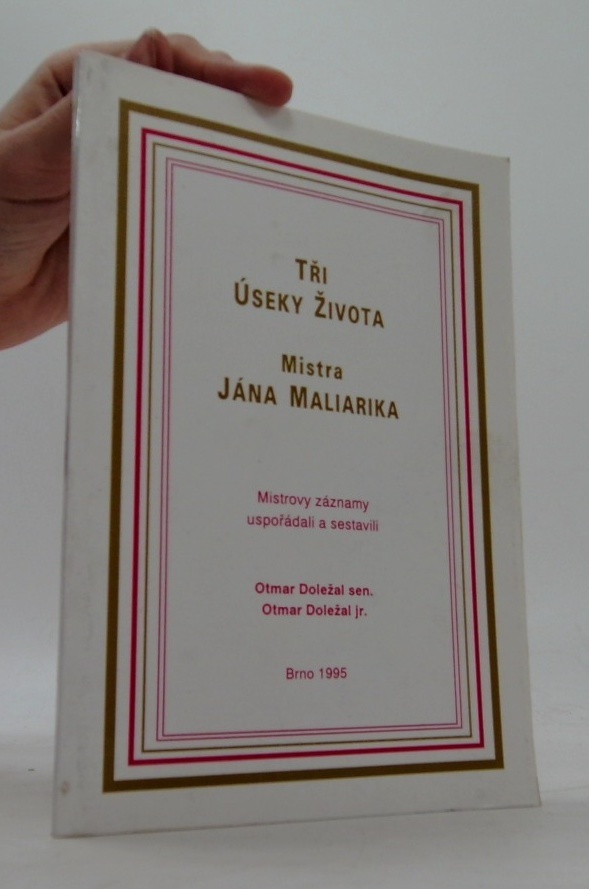 TŘI
ÚSEKY ŽIVOTA
Mistra
JÁNA MALIARIKA
Mistrovy záznamy
uspořádali a sestavili
Otmar Doležal sen.
Otmar Doležal jr.
Brno 1995